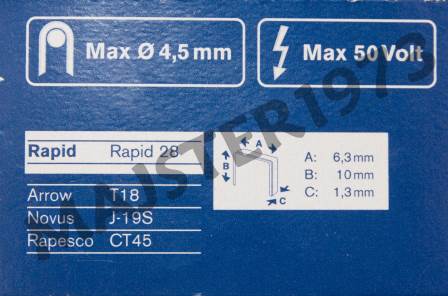 Max Ø 4,5 mm
Max 50 Volt
Rapid Rapid 28
Arrow T18
Novus J-19S
Rapesco CT45
A
B
C
A: 6,3 mm
B: 10 mm
C: 1,3 mm
MAJSTER1973